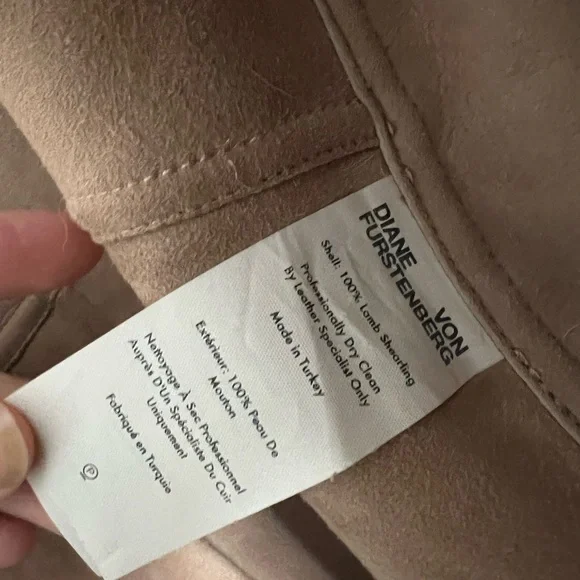 DIANE VON
FURSTENBERG
Shell: 100% Lamb Shearling
Professionally Dry Clean
By Leather Specialist Only
Made in Turkey
Extérieur: 100% Peau De
Mouton
Nettoyage À Sec Professionnel
Auprès D'Un Spécialiste Du Cuir
Uniquement
Fabriqué en Turquie
P